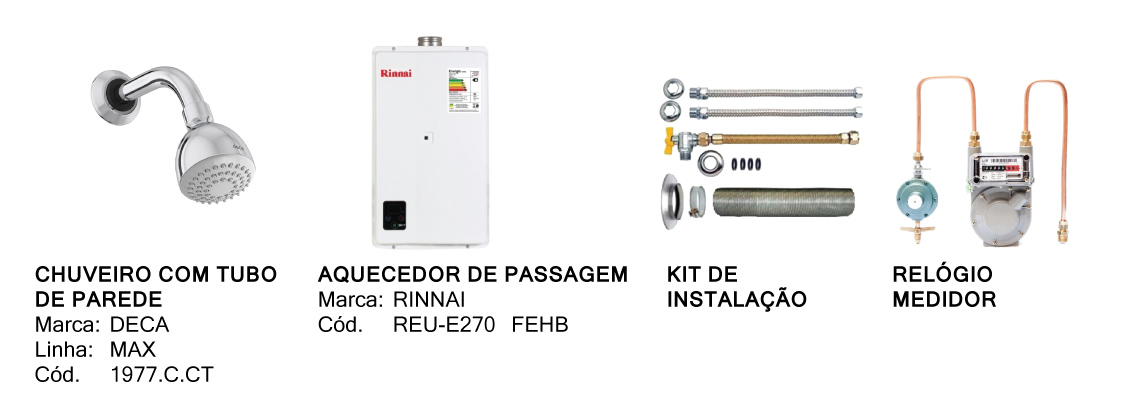 Rinnai
CHUVEIRO COM TUBO
DE PAREDE
Marca: DECA
Linha: MAX
Cód. 1977.C.CT
AQUECEDOR DE PASSAGEM
Marca: RINNAI
Cód. REU-E270 FEHB
KIT DE
INSTALAÇÃO
RELÓGIO
MEDIDOR